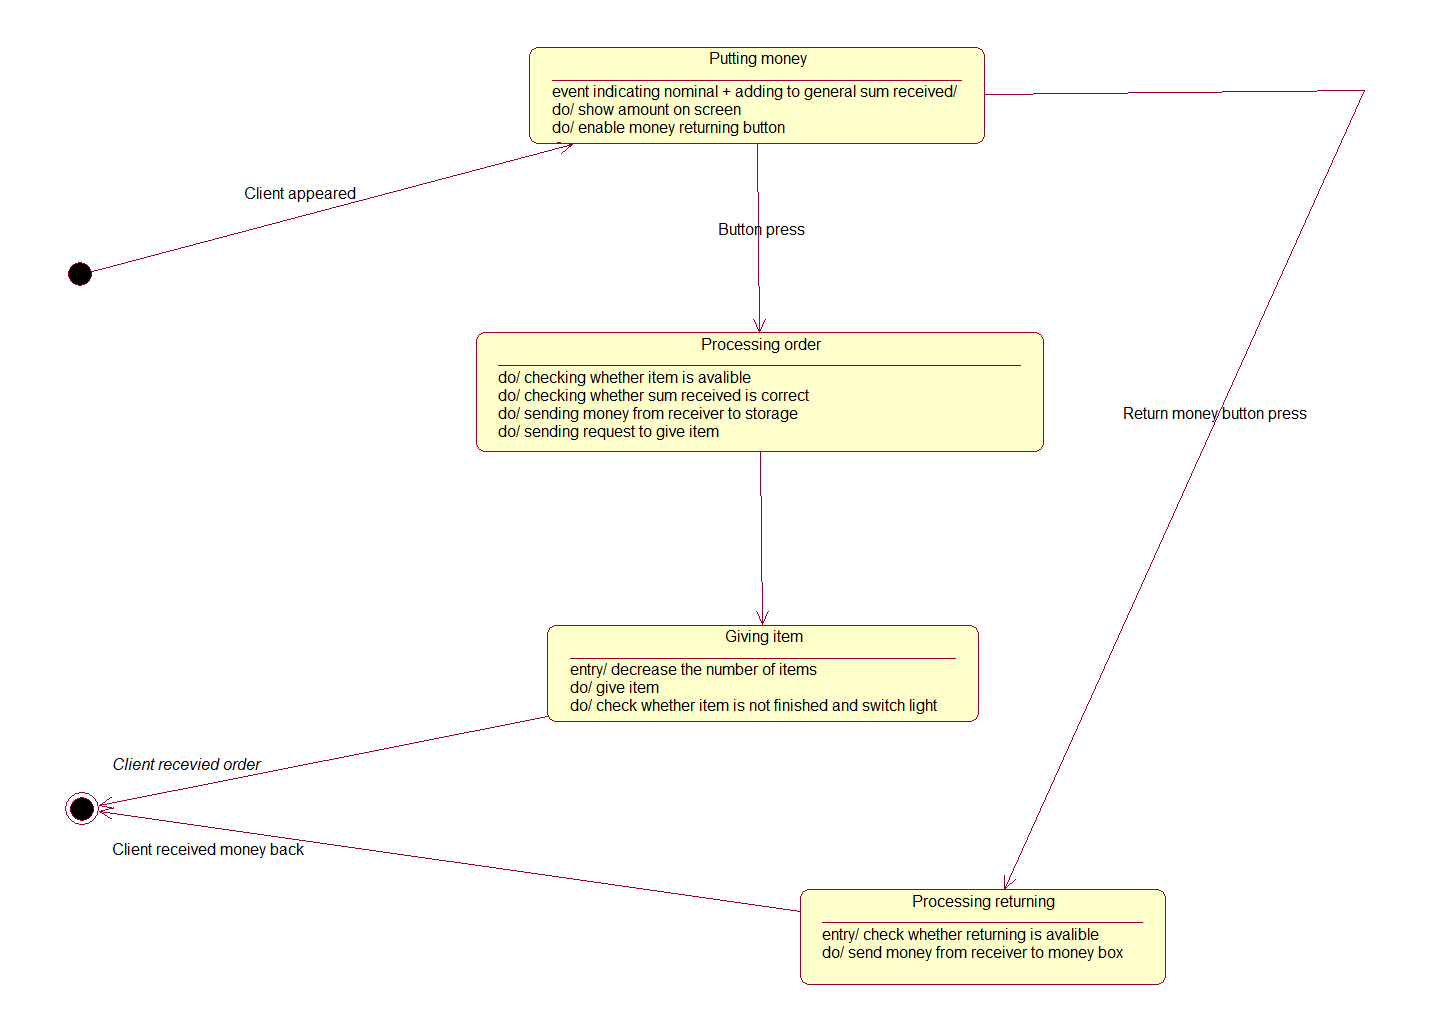 Putting money
event indicating nominal + adding to general sum received/
do/ show amount on screen
do/ enable money returning button
Client appeared
Button press
Processing order
do/ checking whether item is avalible
do/ checking whether sum received is correct
do/ sending money from receiver to storage
do/ sending request to give item
Return money button press
Giving item
entry/ decrease the number of items
do/ give item
do/ check whether item is not finished and switch light
Client recevied order
Client received money back
Processing returning
entry/ check whether returning is avalible
do/ send money from receiver to money box